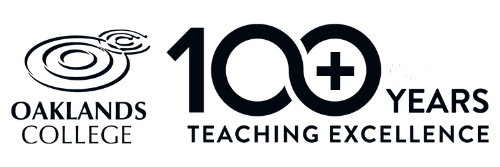 OAKLANDS
COLLEGE
100+ YEARS
TEACHING EXCELLENCE